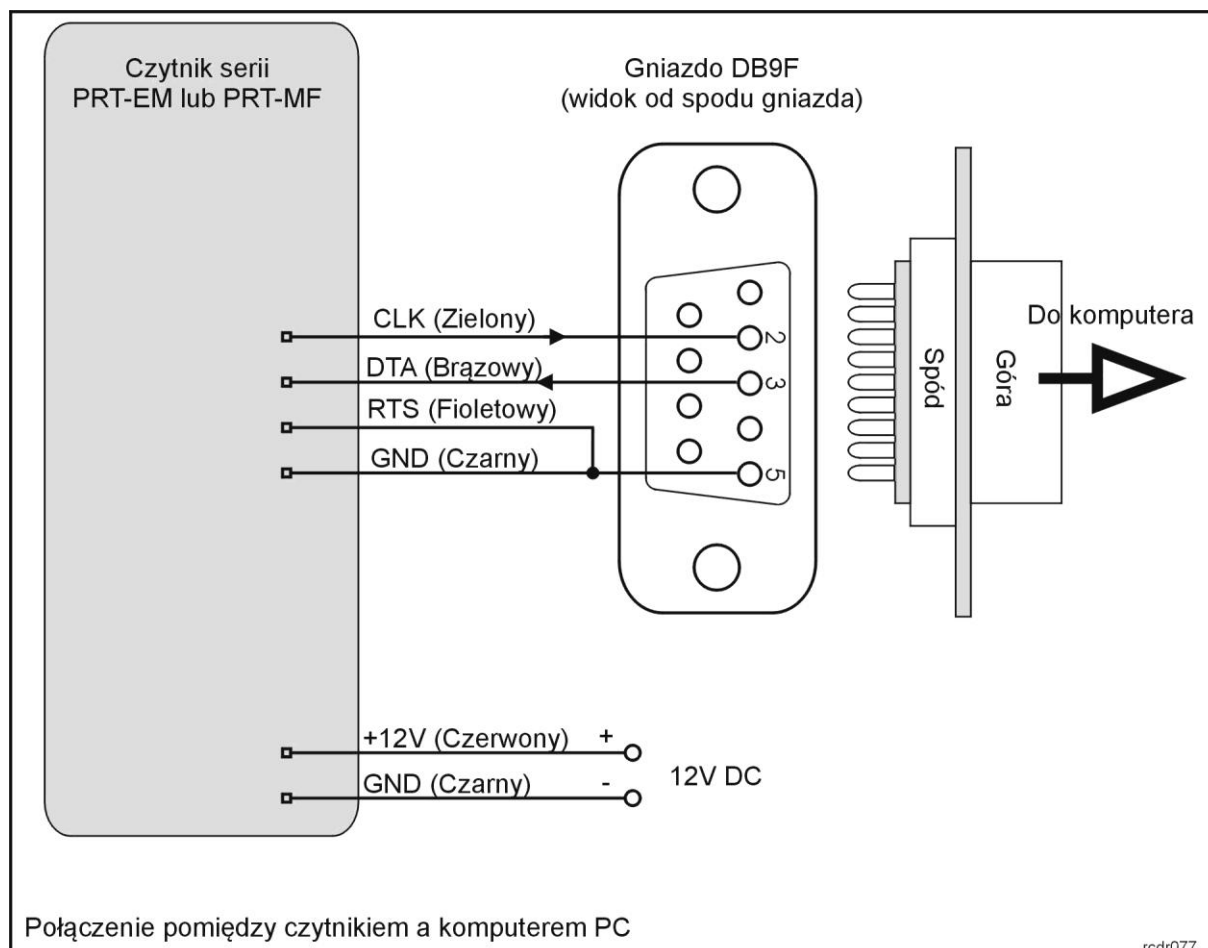 Czytnik serii
PRT-EM lub PRT-MF
Gniazdo DB9F
(widok od spodu gniazda)
CLK (Zielony)
2
DTA (Brązowy)
3
RTS (Fioletowy)
GND (Czarny)
5
Spód
Góra
Do komputera
+12V (Czerwony) +
GND (Czarny) -
12V DC
Połączenie pomiędzy czytnikiem a komputerem PC
rcdr077